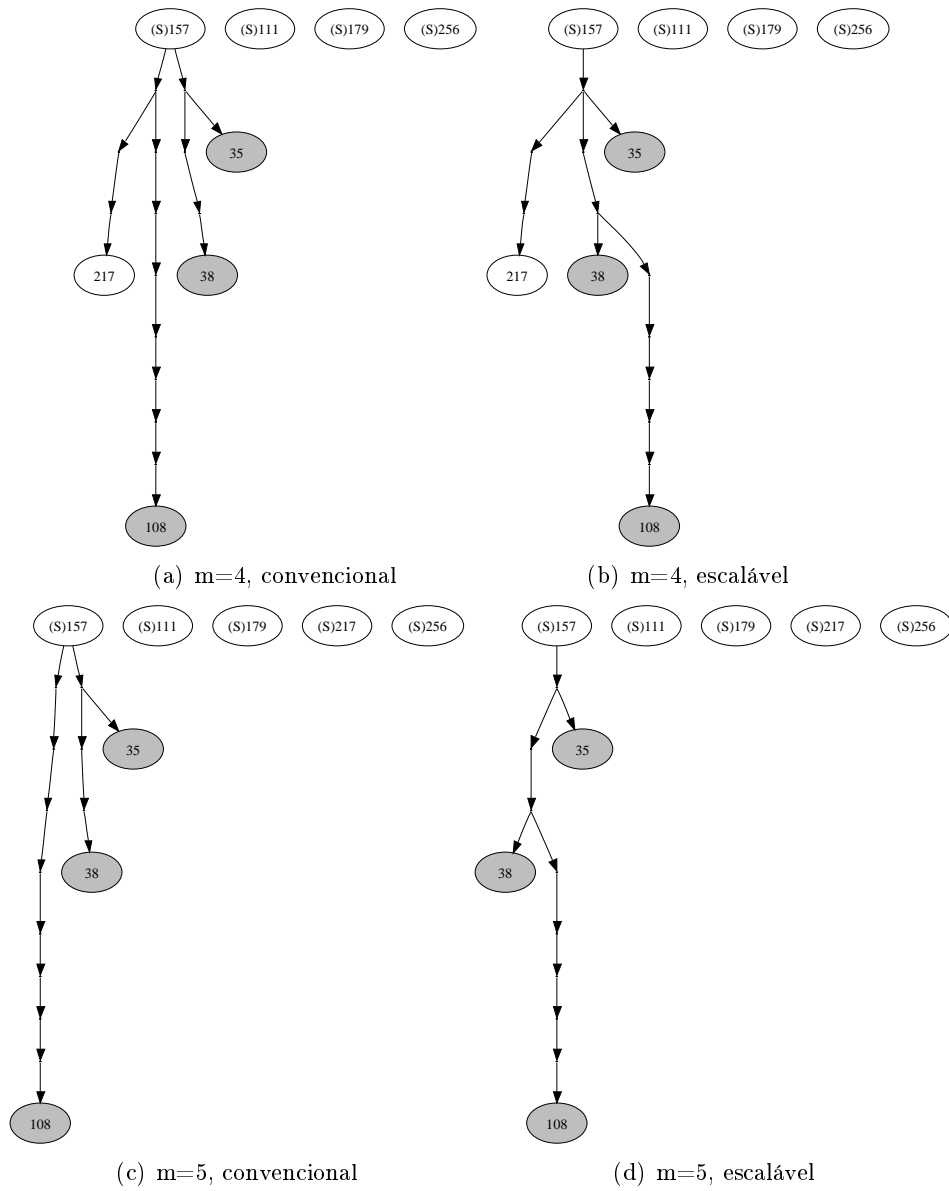 (S)157 (S)111 (S)179 (S)256
35
217 38
108
(a) m=4, convencional
(S)157 (S)111 (S)179 (S)256
35
217 38
108
(b) m=4, escalável
(S)157 (S)111 (S)179 (S)217 (S)256
35
38
108
(c) m=5, convencional
(S)157 (S)111 (S)179 (S)217 (S)256
35
38
108
(d) m=5, escalável